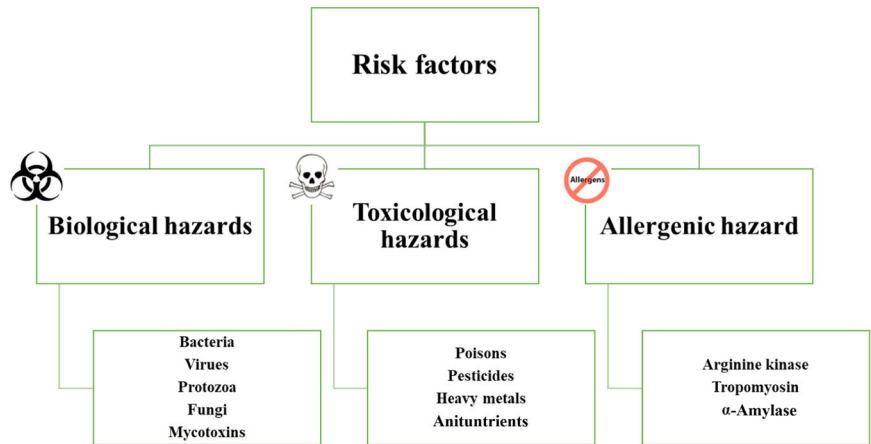 Risk factors
Biological hazards
Toxicological
hazards
Allergens
Allergenic hazard
Bacteria
Virues
Protozoa
Fungi
Mycotoxins
Poisons
Pesticides
Heavy metals
Anituntrients
Arginine kinase
Tropomyosin
α-Amylase